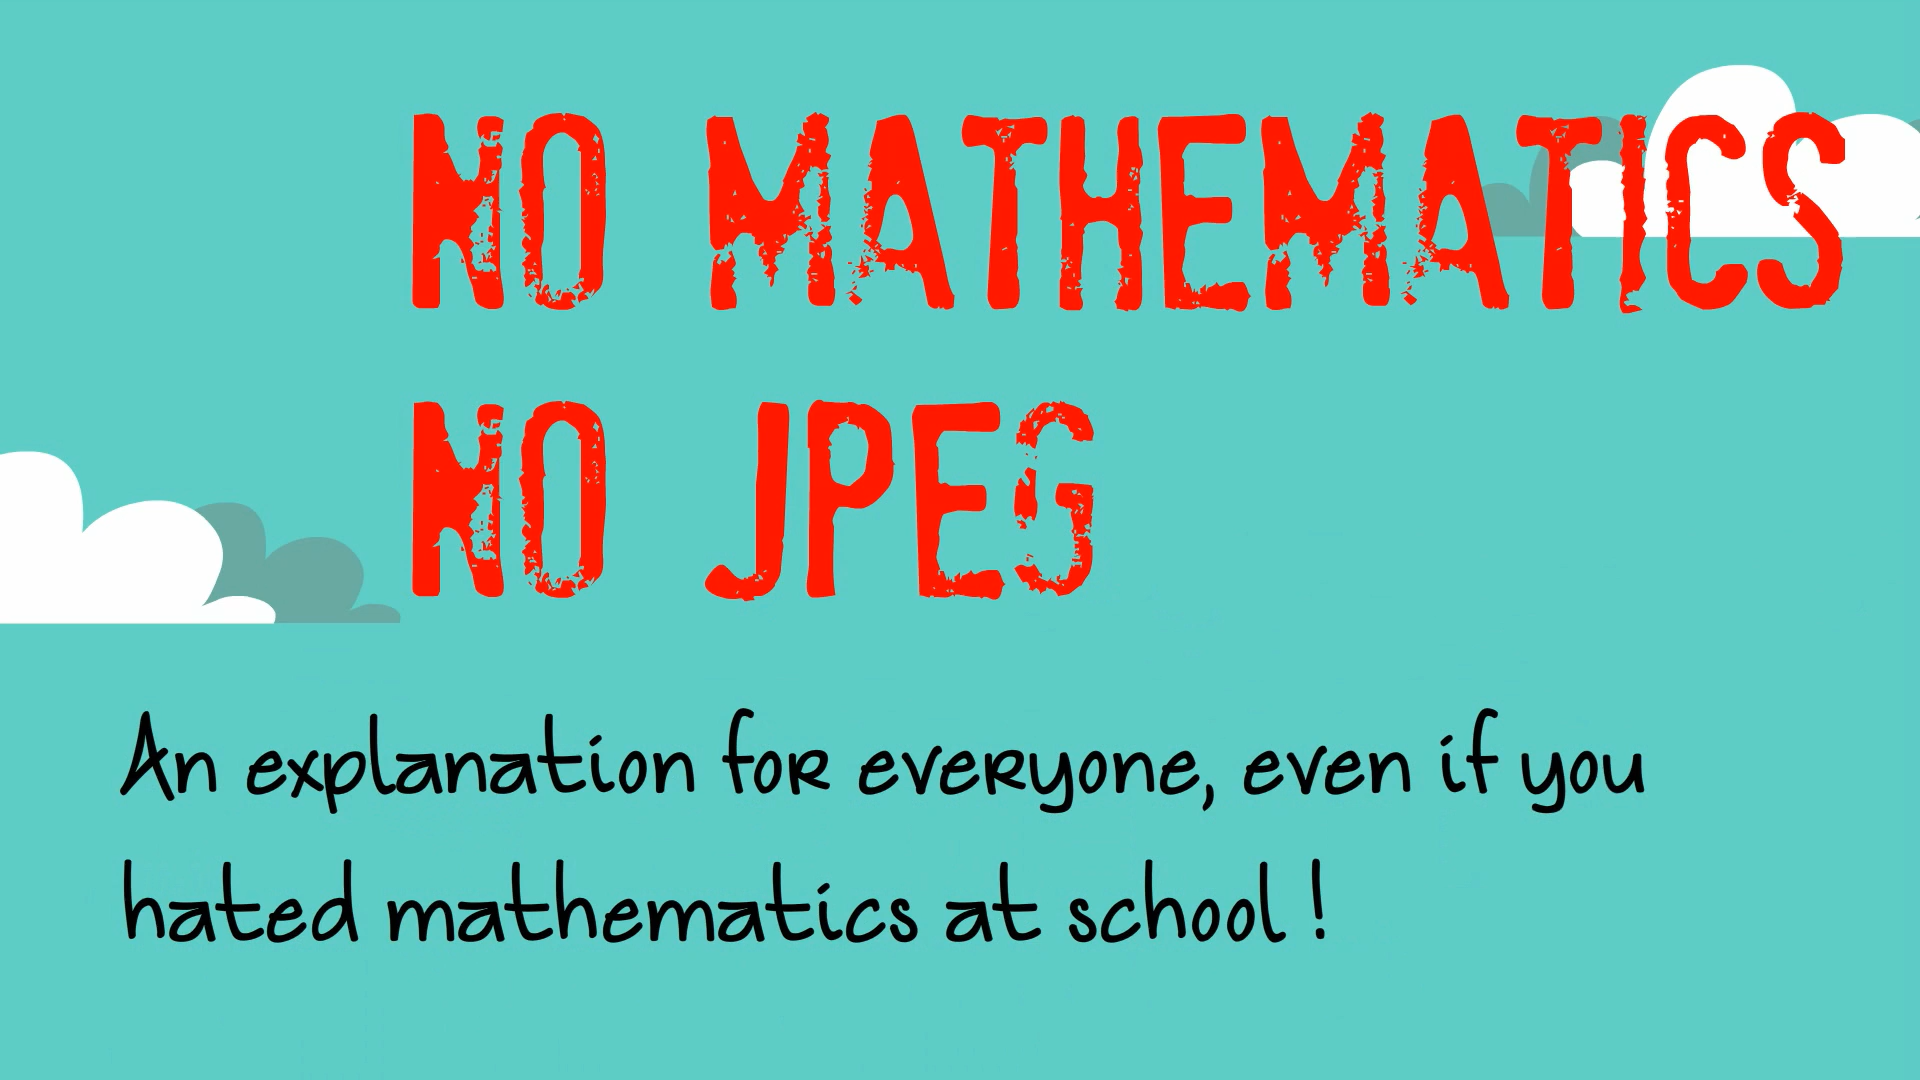 NO MATHEMATICS
NO JPEG
An explanation for everyone, even if you
hated mathematics at school !